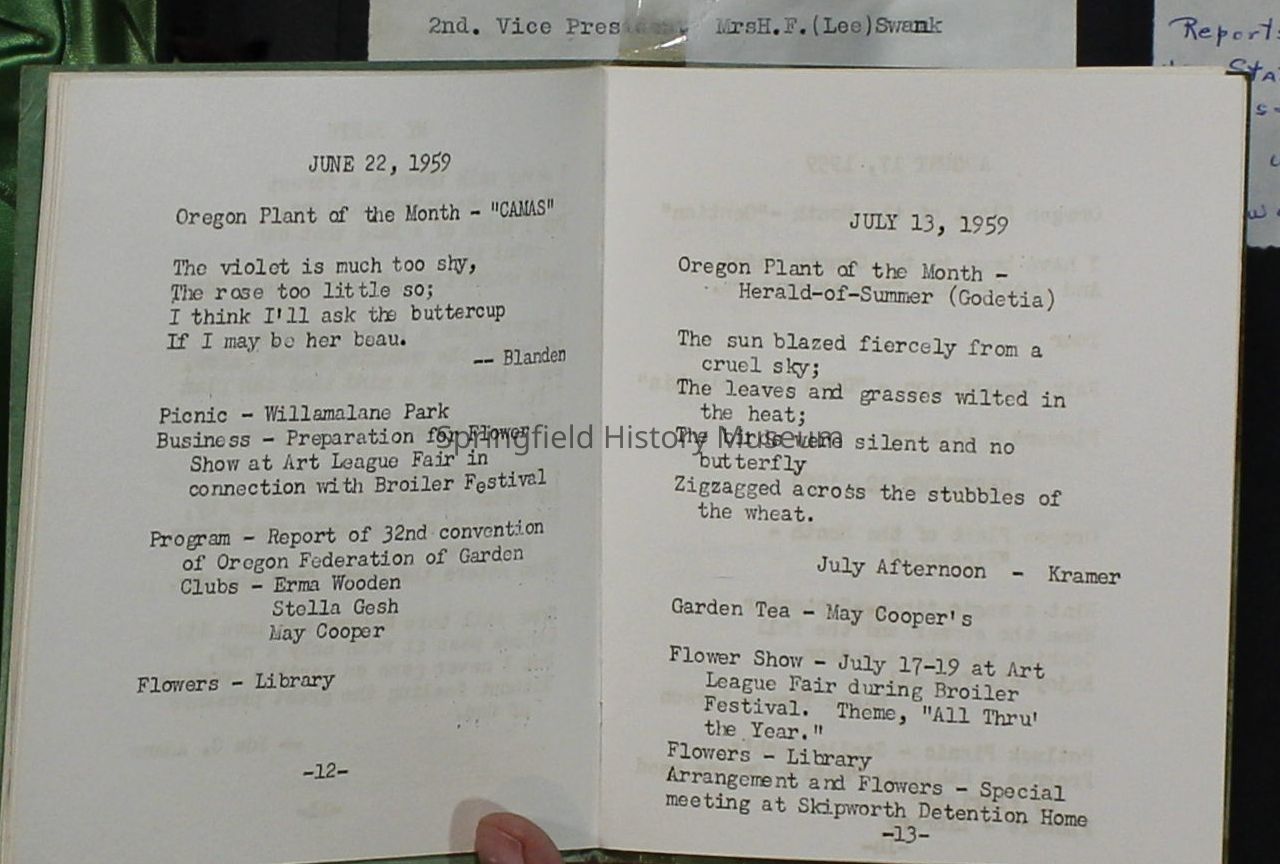 2nd. Vice President MrsH.F.(Lee)Swank
Reports
JUNE 22, 1959
Oregon Plant of the Month - "CAMAS"
The violet is much too shy,
The rose too little so;
I think I'll ask the buttercup
If I may be her beau.
-- Blanden
Picnic - Willamalane Park
Business - Preparation for Flower
Show at Art League Fair in
connection with Broiler Festival
Program - Report of 32nd convention
of Oregon Federation of Garden
Clubs - Erma Wooden
Stella Gesh
May Cooper
Flowers - Library
-12-
JULY 13, 1959
Oregon Plant of the Month -
Herald-of-Summer (Godetia)
The sun blazed fiercely from a
cruel sky;
The leaves and grasses wilted in
the heat;
The birds were silent and no
butterfly
Zigzagged across the stubbles of
the wheat.
July Afternoon - Kramer
Garden Tea - May Cooper's
Flower Show - July 17-19 at Art
League Fair during Broiler
Festival. Theme, "All Thru'
the Year."
Flowers - Library
Arrangement and Flowers - Special
meeting at Skipworth Detention Home
-13-
Springfield History Museum